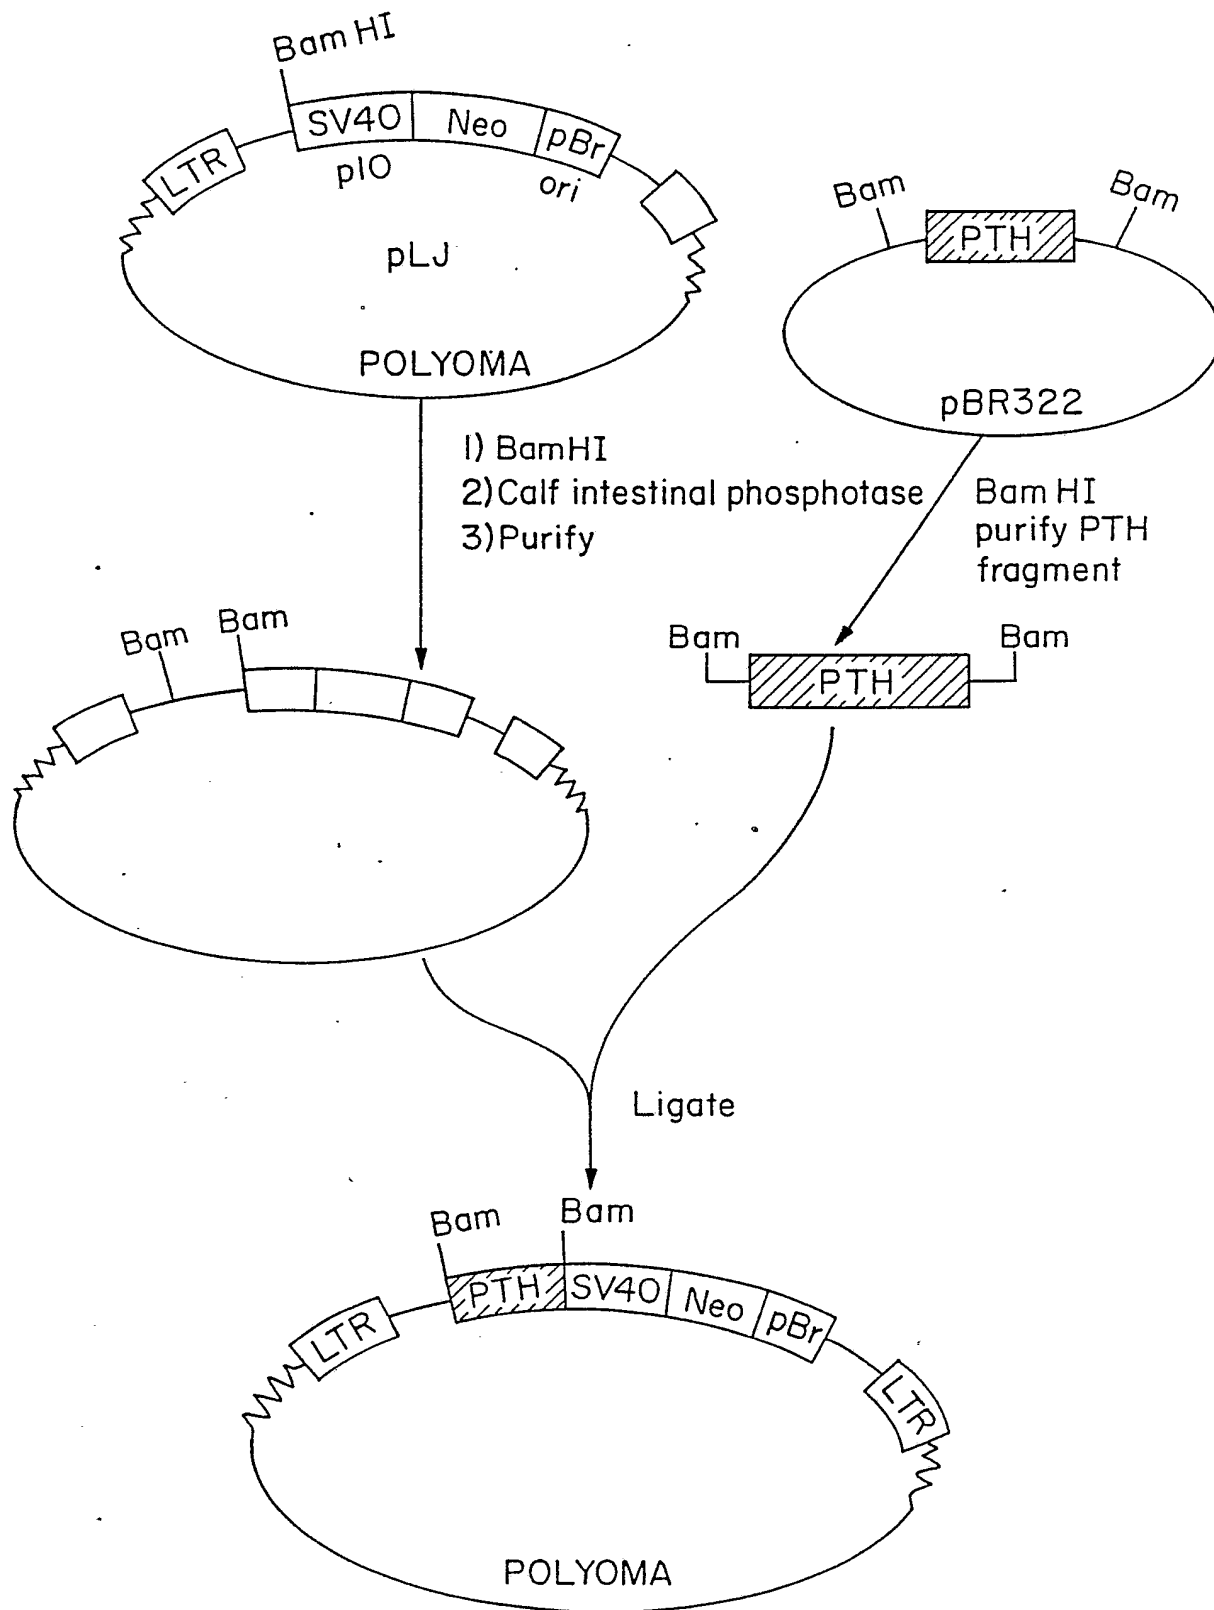 Bam HI
SV40
Neo
pBr
LTR
p10
ori
pLJ
POLYOMA
Bam
Bam
PTH
pBR322
1) BamHI
2) Calf intestinal phosphotase
3) Purify
Bam HI
purify PTH
fragment
Bam
Bam
Bam
Bam
PTH
Ligate
Bam
Bam
PTH
SV40
Neo
pBr
LTR
LTR
POLYOMA